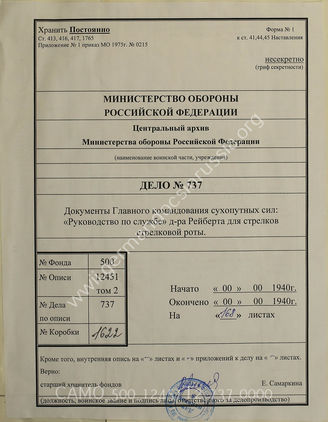 Хранить Постоянно
Форма № 1
Ст. 413, 416, 417, 1765
к ст. 41,44,45 Наставления
Приложение № 1 приказ МО 1975г. № 0215
несекретно
(гриф секретности)
МИНИСТЕРСТВО ОБОРОНЫ
РОССИЙСКОЙ ФЕДЕРАЦИИ
Центральный архив
Министерства обороны Российской Федерации
(наименование воинской части, учреждения)
ДЕЛО № 737
Документы Главного командования сухопутных сил:
«Руководство по службе» д-ра Рейберта для стрелков
стрелковой роты.
№ Фонда 500
№ Описи 12451
том 2
№ Дела 737
по описи
№ Коробки 1622
Начато « 00 » 00 1940г.
Окончено « 00 » 00 1940г.
На « 168 » листах
Кроме того, внутренняя опись на «—» листах и «-» приложений к делу на «—» листах.
Верно:
старший хранитель фондов Е. Самаркина
(должность, воинское звание и подпись лица, ответственного за делопроизводство)
www.germandocsinrussia.org